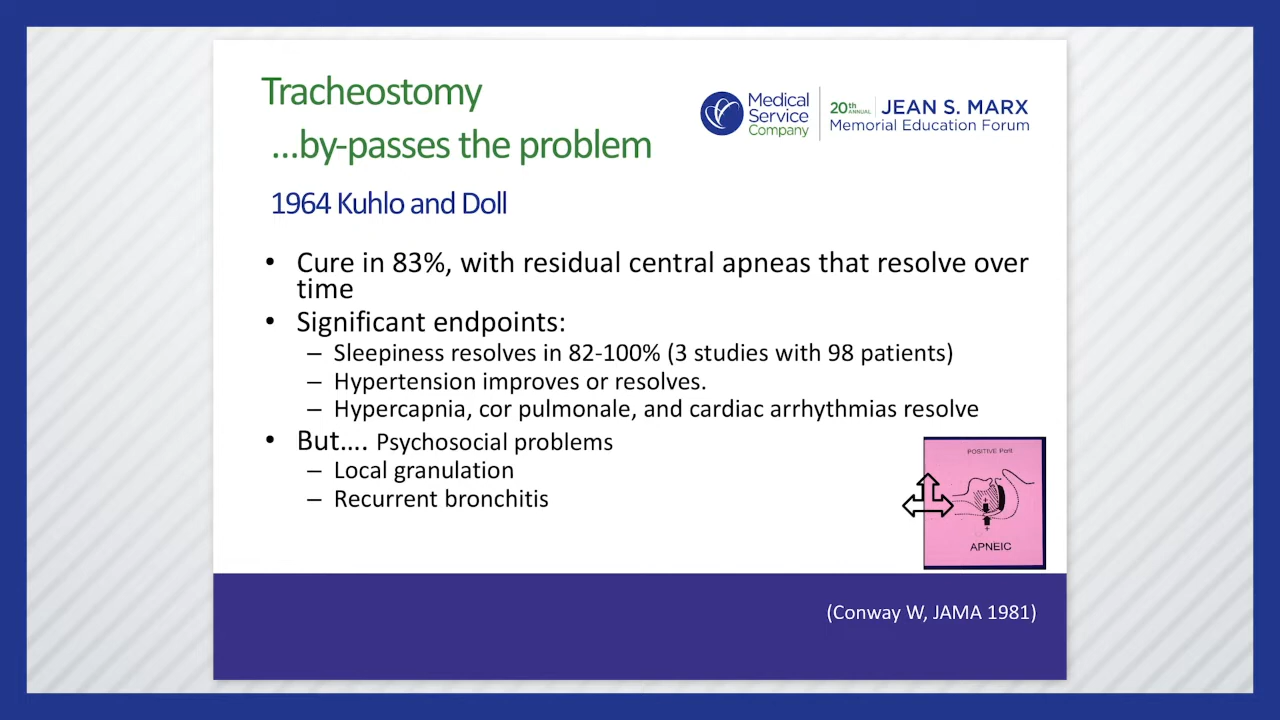 Tracheostomy
...by-passes the problem
1964 Kuhlo and Doll
Medical
Service
Company
20th ANNUAL JEAN S. MARX
Memorial Education Forum
• Cure in 83%, with residual central apneas that resolve over
time
• Significant endpoints:
– Sleepiness resolves in 82-100% (3 studies with 98 patients)
– Hypertension improves or resolves.
– Hypercapnia, cor pulmonale, and cardiac arrhythmias resolve
• But…. Psychosocial problems
– Local granulation
– Recurrent bronchitis
POSITIVE
APNEIC
(Conway W, JAMA 1981)